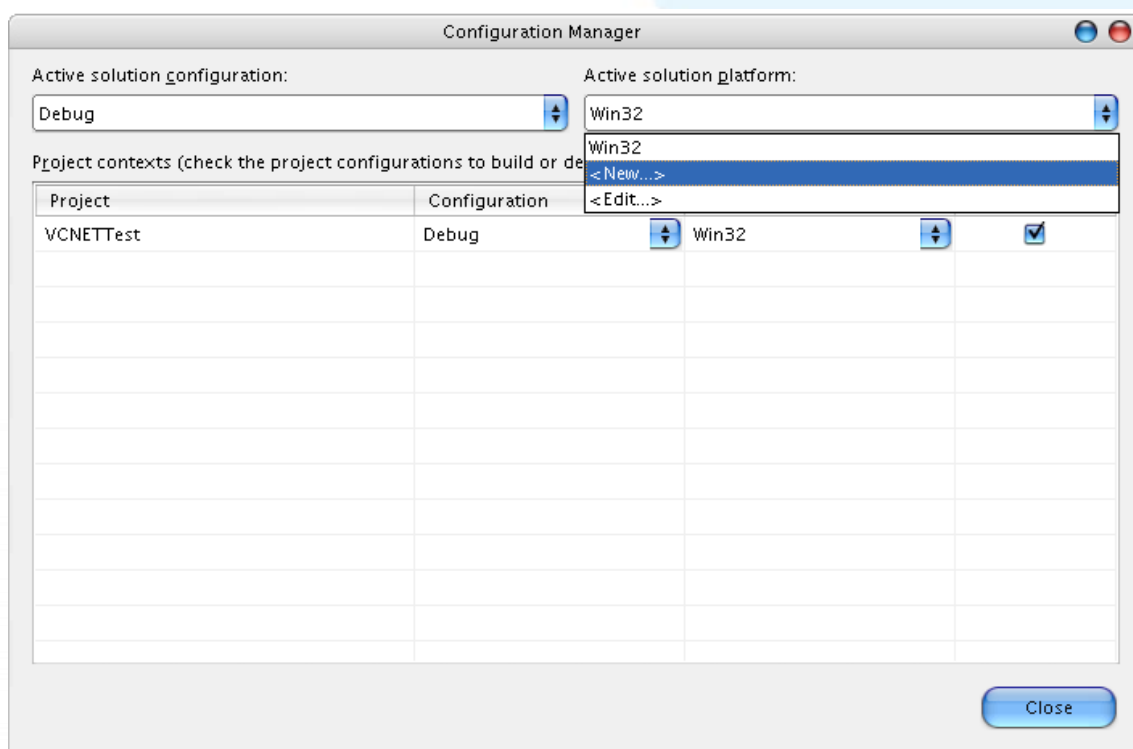 Configuration Manager
Active solution configuration:
Active solution platform:
Debug
Win32
Win32
<New...>
<Edit...>
Project contexts (check the project configurations to build or de
Project
Configuration
VCNETTest
Debug
Win32
Close